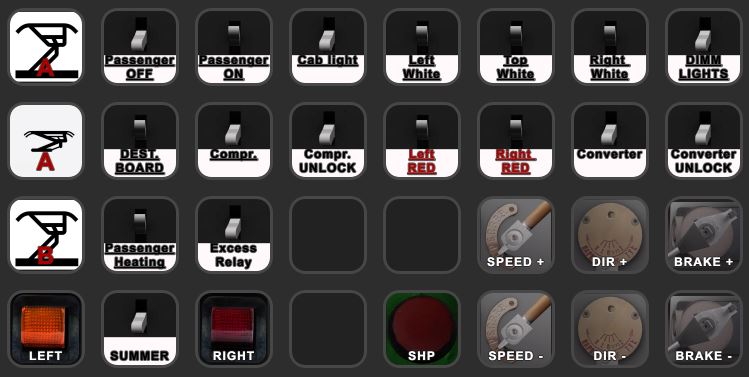 A
Passenger
OFF
Passenger
ON
Cab light
Left
White
Top
White
Right
White
DIMM
LIGHTS
A
DEST.
BOARD
Compr.
Compr.
UNLOCK
Left
RED
Right
RED
Converter
Converter
UNLOCK
B
Passenger
Heating
Excess
Relay
SPEED +
DIR +
BRAKE +
LEFT
SUMMER
RIGHT
SHP
SPEED -
DIR -
BRAKE -